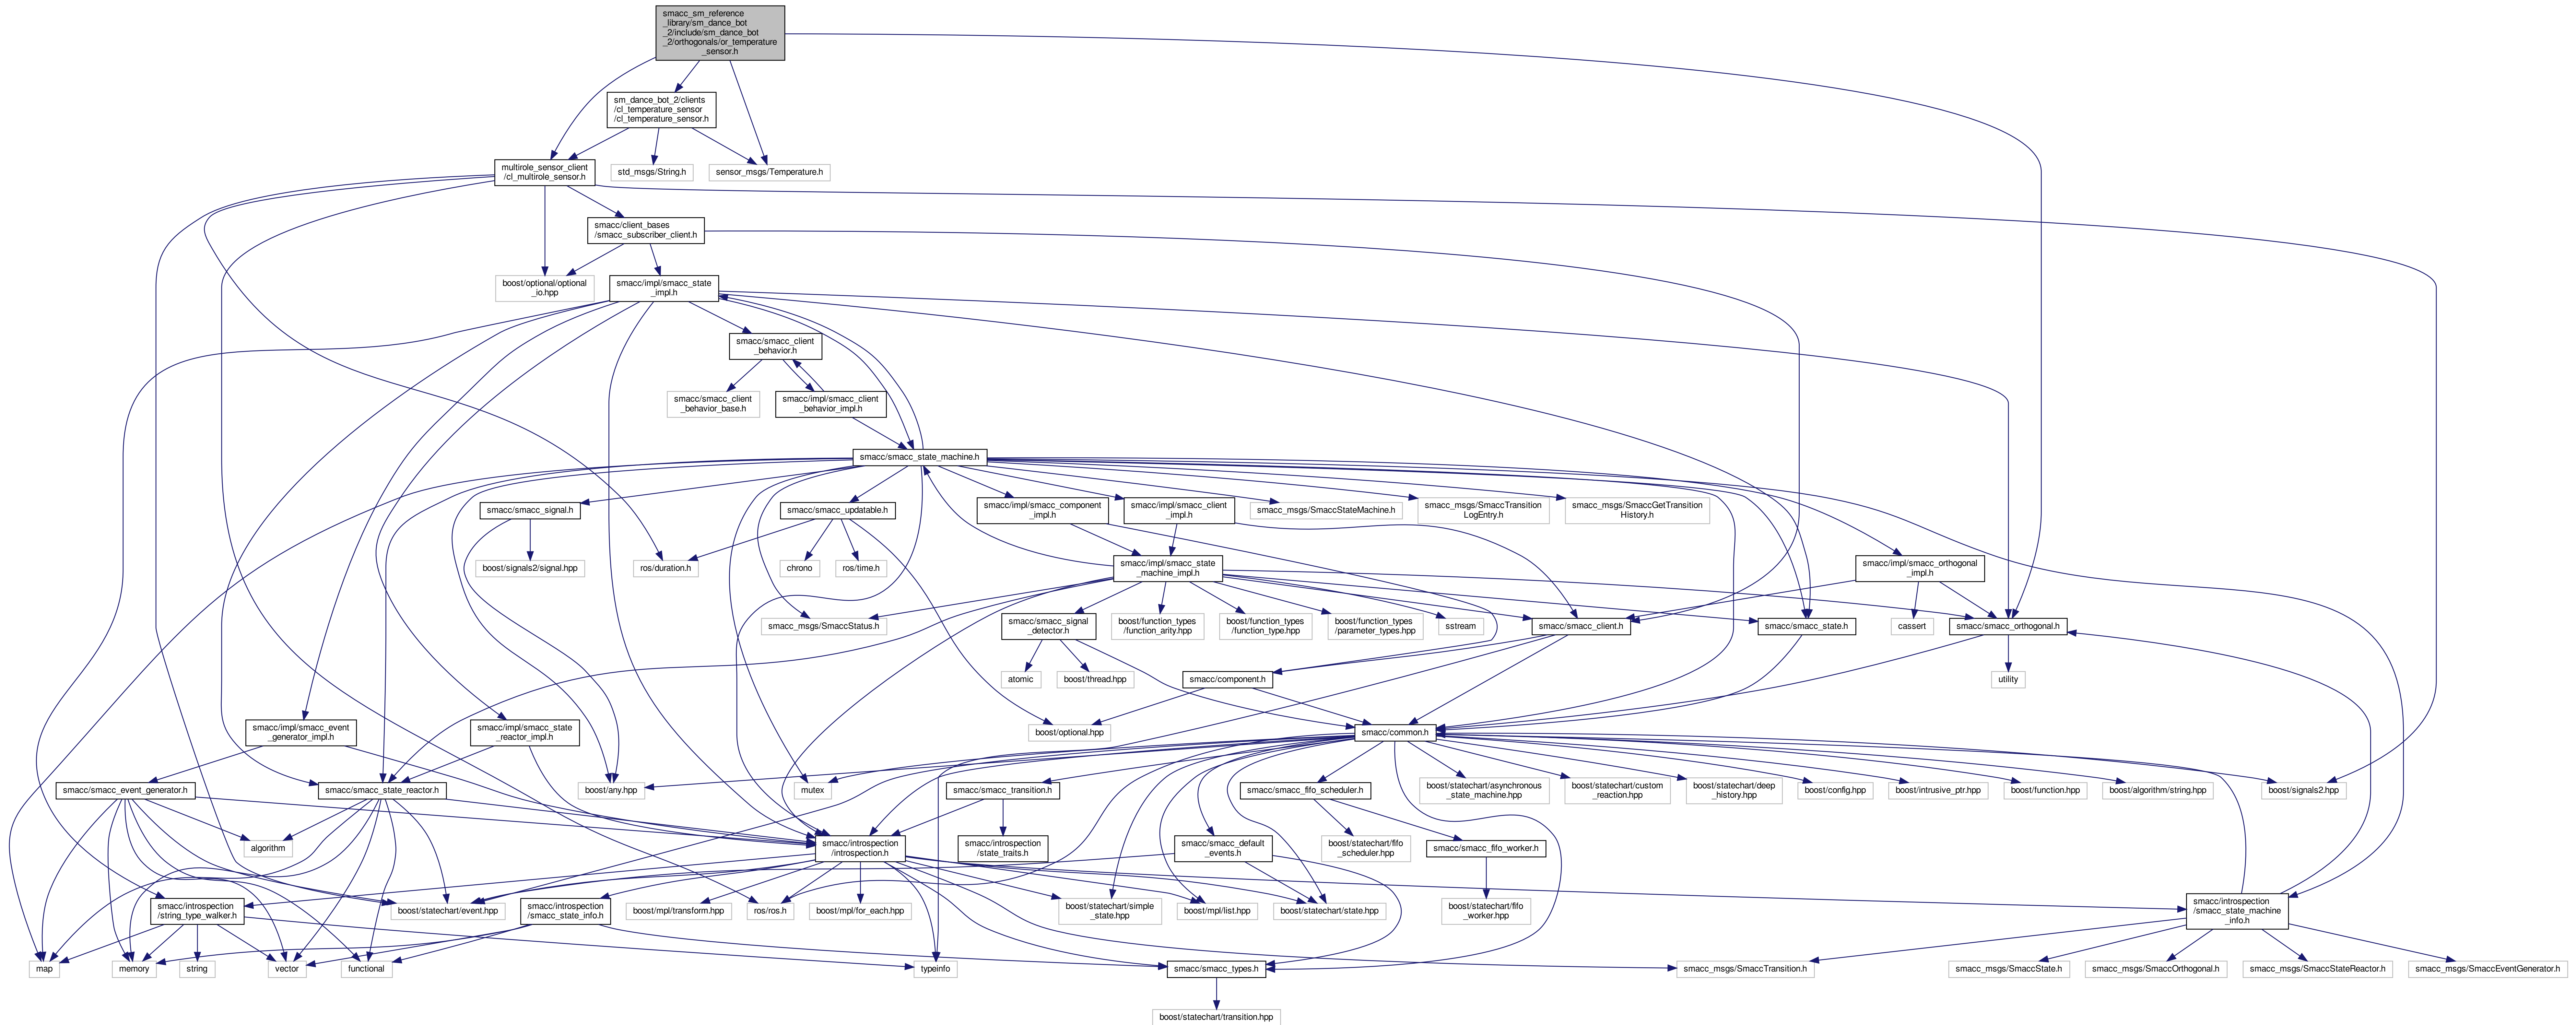 smacc_sm_reference
_library/sm_dance_bot
_2/include/sm_dance_bot
_2/orthogonals/or_temperature
_sensor.h
sm_dance_bot_2/clients
/cl_temperature_sensor
/cl_temperature_sensor.h
multirole_sensor_client
/cl_multirole_sensor.h
std_msgs/String.h
sensor_msgs/Temperature.h
smacc/client_bases
/smacc_subscriber_client.h
boost/optional/optional
_io.hpp
smacc/impl/smacc_state
_impl.h
smacc/smacc_client
_behavior.h
smacc/smacc_client
_behavior_base.h
smacc/impl/smacc_client
_behavior_impl.h
smacc/smacc_state_machine.h
smacc/smacc_signal.h
smacc/smacc_updatable.h
smacc/impl/smacc_component
_impl.h
smacc/impl/smacc_client
_impl.h
smacc_msgs/SmaccStateMachine.h
smacc_msgs/SmaccTransition
LogEntry.h
smacc_msgs/SmaccGetTransition
History.h
boost/signals2/signal.hpp
ros/duration.h
chrono
ros/time.h
smacc/impl/smacc_state
_machine_impl.h
smacc/impl/smacc_orthogonal
_impl.h
smacc_msgs/SmaccStatus.h
smacc/smacc_signal
_detector.h
boost/function_types
/function_arity.hpp
boost/function_types
/function_type.hpp
boost/function_types
/parameter_types.hpp
sstream
smacc/smacc_client.h
smacc/smacc_state.h
cassert
smacc/smacc_orthogonal.h
atomic
boost/thread.hpp
smacc/component.h
utility
smacc/impl/smacc_event
_generator_impl.h
smacc/impl/smacc_state
_reactor_impl.h
boost/optional.hpp
smacc/common.h
smacc/smacc_event_generator.h
smacc/smacc_state_reactor.h
boost/any.hpp
mutex
smacc/smacc_transition.h
smacc/smacc_fifo_scheduler.h
boost/statechart/asynchronous
_state_machine.hpp
boost/statechart/custom
_reaction.hpp
boost/statechart/deep
_history.hpp
boost/config.hpp
boost/intrusive_ptr.hpp
boost/function.hpp
boost/algorithm/string.hpp
boost/signals2.hpp
algorithm
smacc/introspection
/introspection.h
smacc/introspection
/state_traits.h
smacc/smacc_default
_events.h
boost/statechart/fifo
_scheduler.hpp
smacc/smacc_fifo_worker.h
smacc/introspection
/string_type_walker.h
boost/statechart/event.hpp
smacc/introspection
/smacc_state_info.h
boost/mpl/transform.hpp
ros/ros.h
boost/mpl/for_each.hpp
boost/statechart/simple
_state.hpp
boost/mpl/list.hpp
boost/statechart/state.hpp
boost/statechart/fifo
_worker.hpp
smacc/introspection
/smacc_state_machine
_info.h
map
memory
string
vector
functional
typeinfo
smacc/smacc_types.h
smacc_msgs/SmaccTransition.h
smacc_msgs/SmaccState.h
smacc_msgs/SmaccOrthogonal.h
smacc_msgs/SmaccStateReactor.h
smacc_msgs/SmaccEventGenerator.h
boost/statechart/transition.hpp